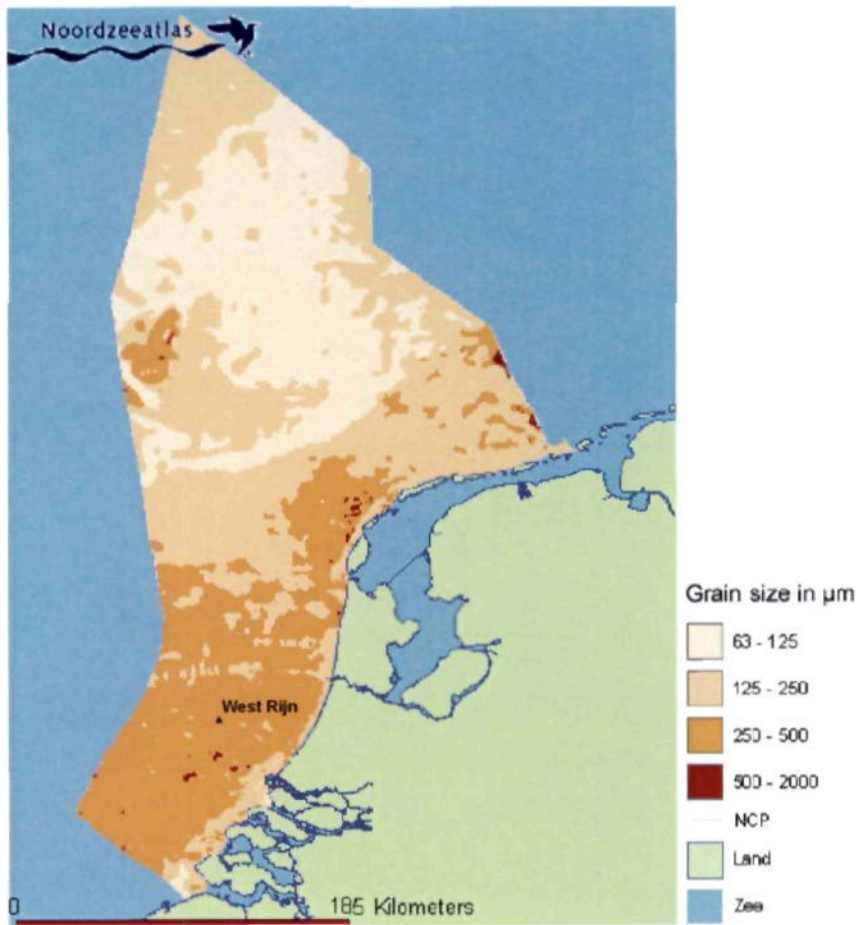 Noordzeeatlas
West Rijn
Grain size in µm
63 - 125
125 - 250
250 - 500
500 - 2000
NCP
Land
Zee
0 185 Kilometers